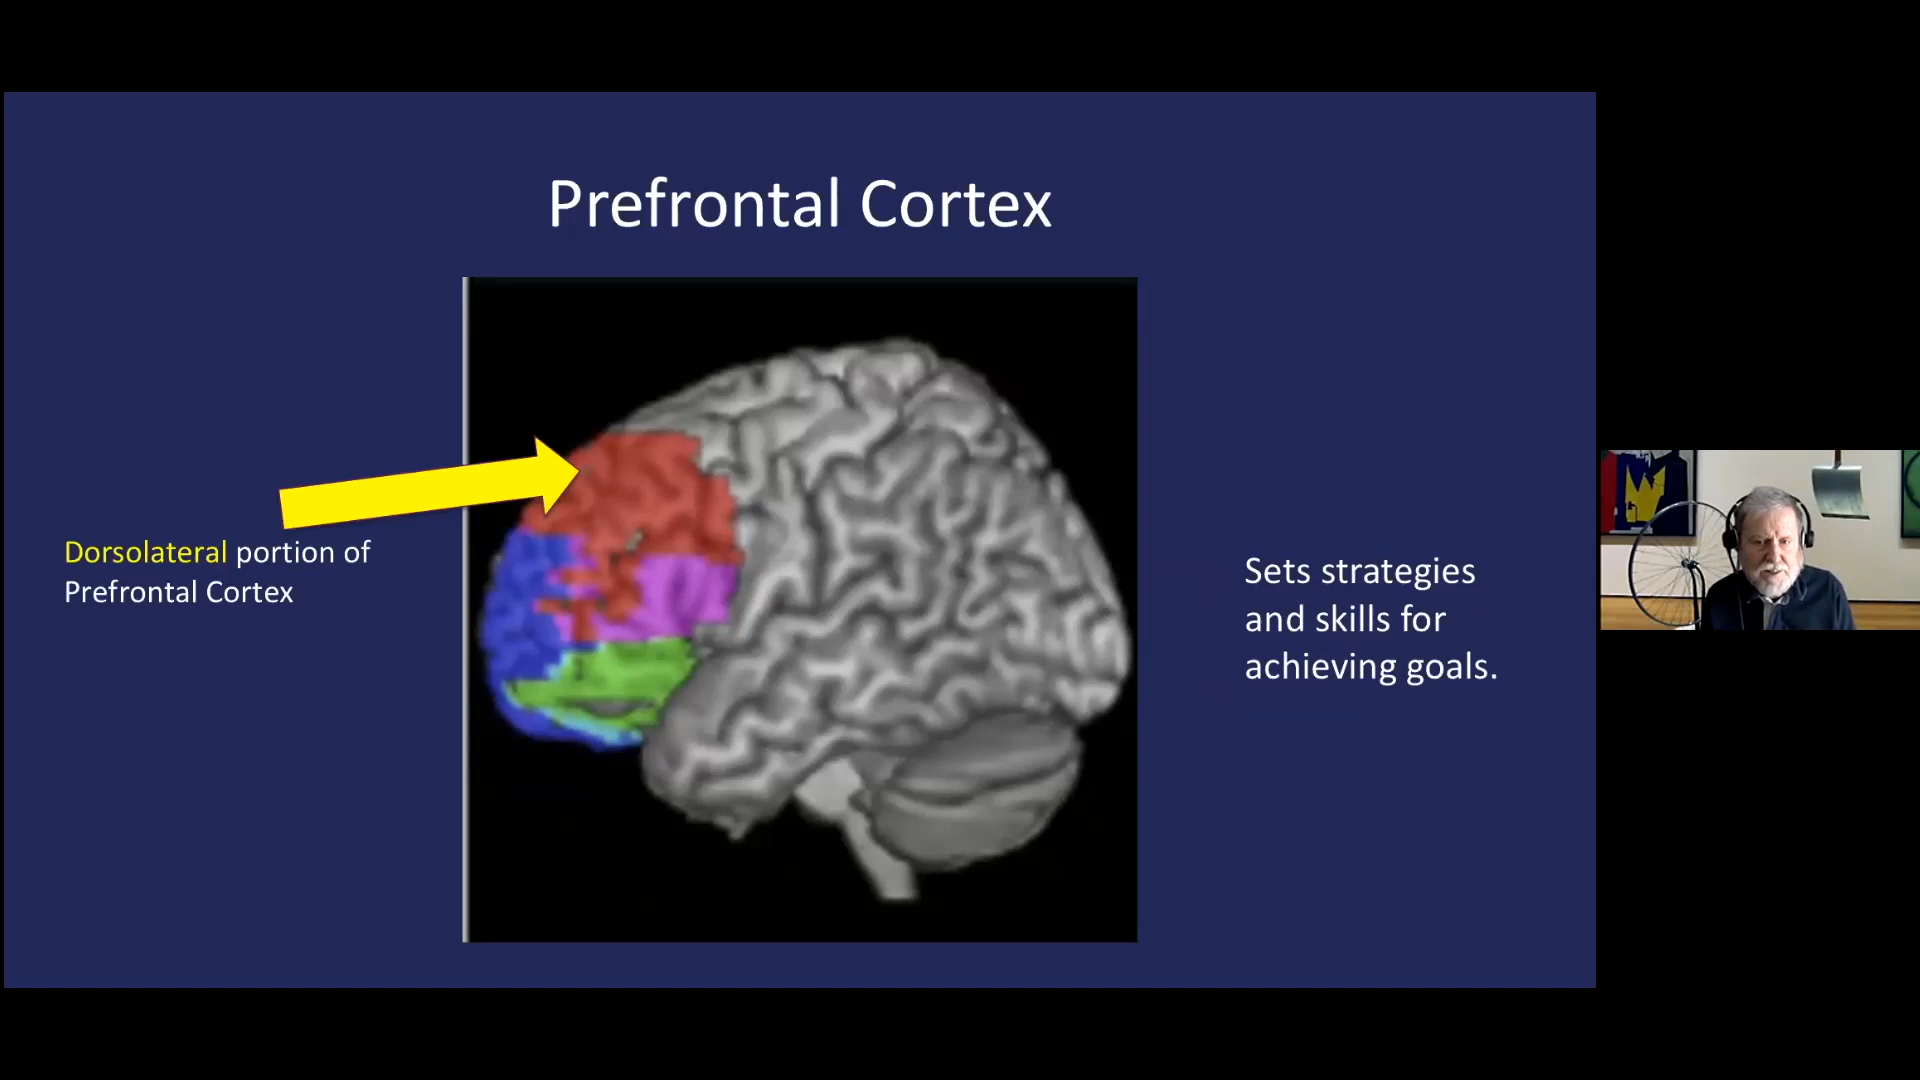 Prefrontal Cortex
Dorsolateral portion of
Prefrontal Cortex
Sets strategies
and skills for
achieving goals.